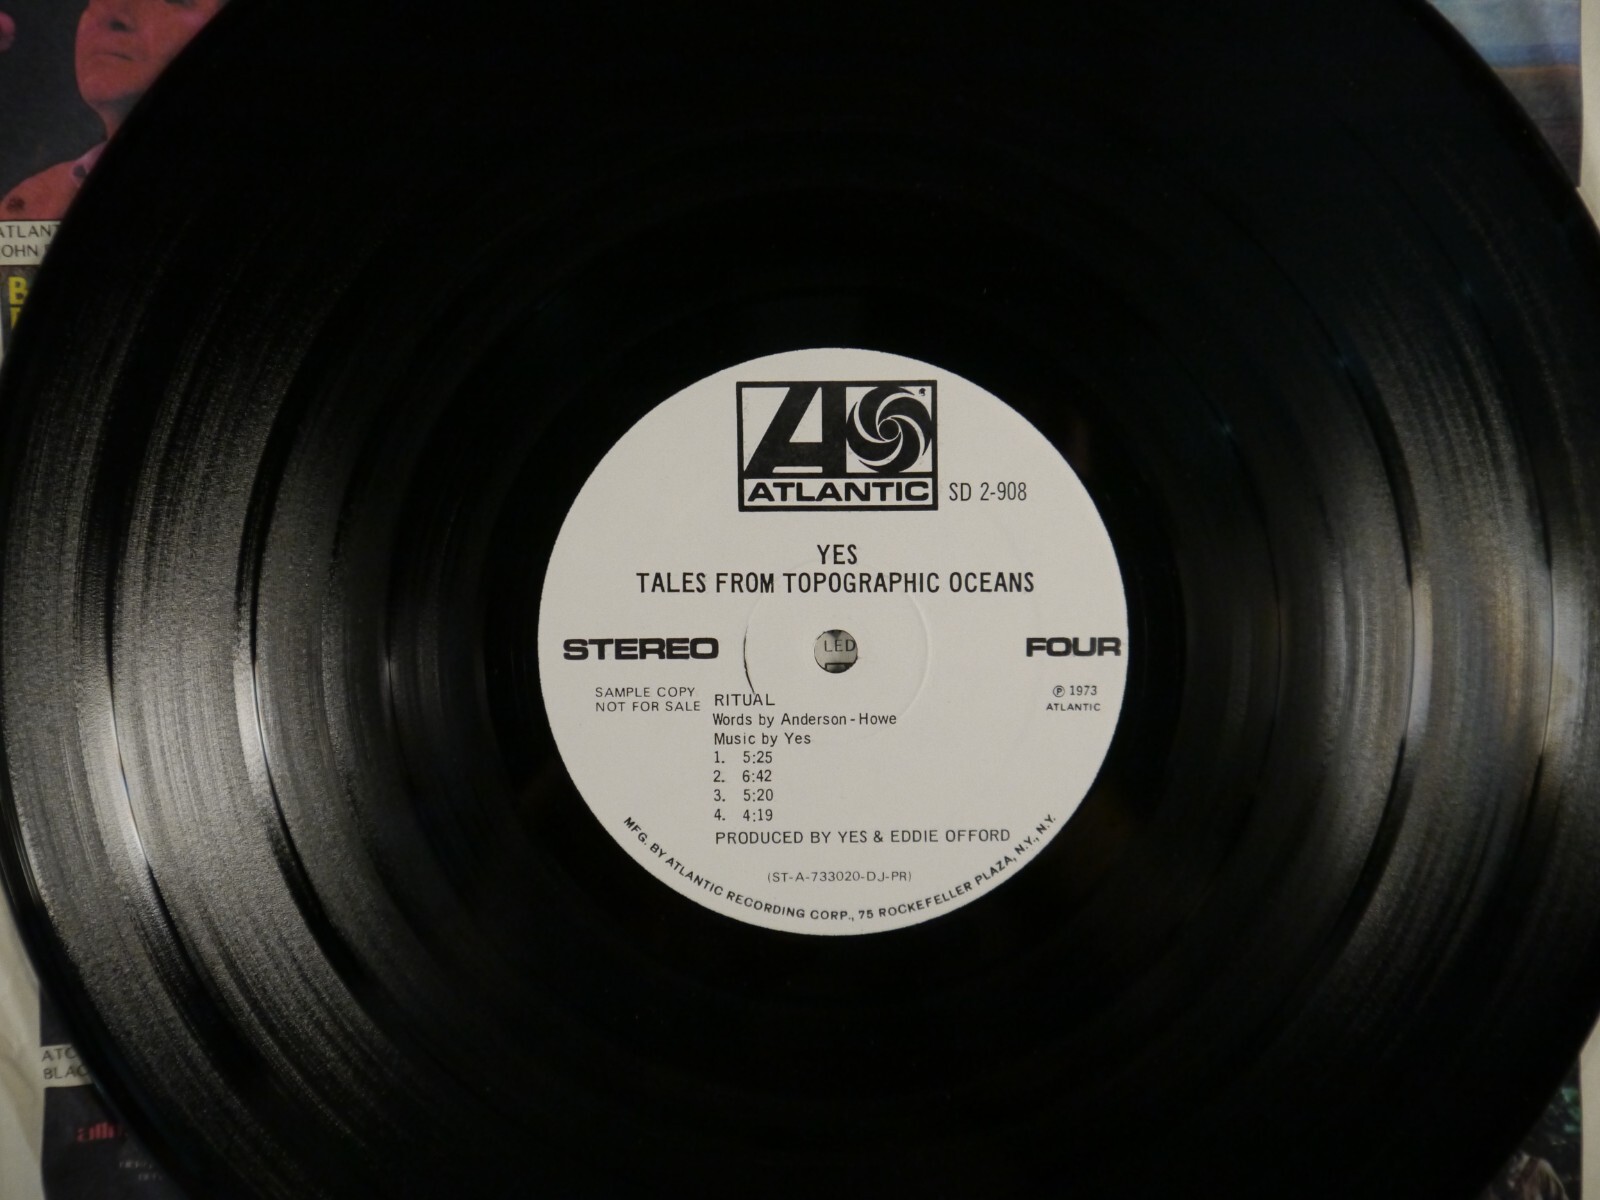 ATLANTIC
SD 2-908
YES
TALES FROM TOPOGRAPHIC OCEANS
STEREO
FOUR
LED
SAMPLE COPY
NOT FOR SALE
℗ 1973
ATLANTIC
RITUAL
Words by Anderson-Howe
Music by Yes
1. 5:25
2. 6:42
3. 5:20
4. 4:19
PRODUCED BY YES & EDDIE OFFORD
(ST-A-733020-DJ-PR)
MFG. BY ATLANTIC RECORDING CORP., 75 ROCKEFELLER PLAZA, N.Y., N.Y.